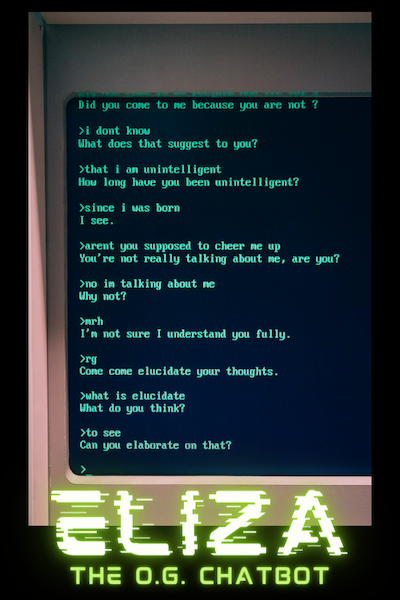 Did you come to me because you are not ?
>i dont know
What does that suggest to you?
>that i am unintelligent
How long have you been unintelligent?
>since i was born
I see.
>arent you supposed to cheer me up
You're not really talking about me, are you?
>no im talking about me
Why not?
>mrh
I'm not sure I understand you fully.
>rg
Come come elucidate your thoughts.
>what is elucidate
What do you think?
>to see
Can you elaborate on that?
>_
ELIZA
THE O.G. CHATBOT